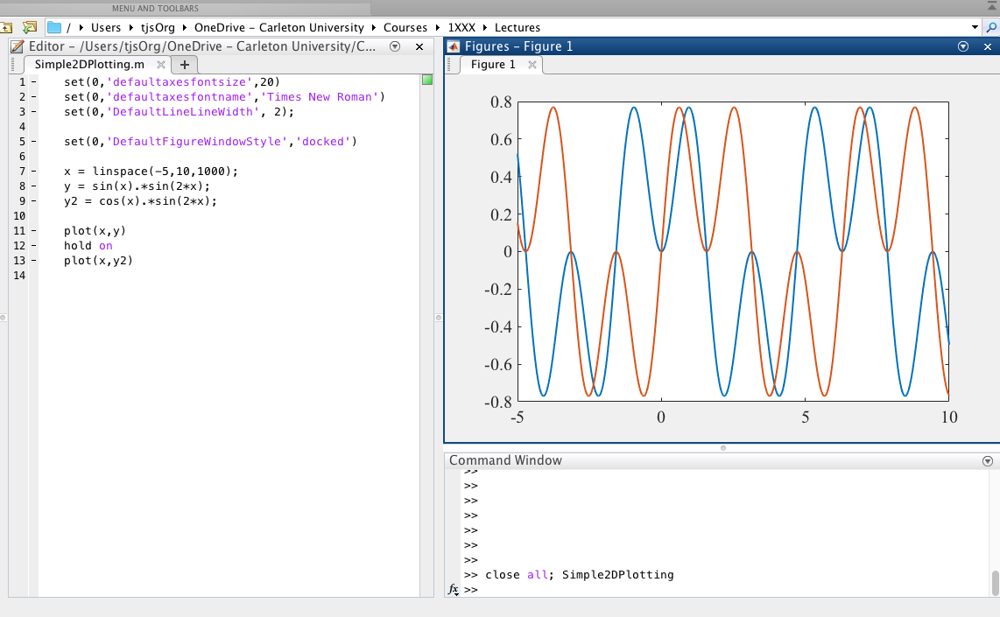 MENU AND TOOLBARS
/ ▸ Users ▸ tjsOrg ▸ OneDrive – Carleton University ▸ Courses ▸ 1XXX ▸ Lectures
Editor – /Users/tjsOrg/OneDrive – Carleton University/C...
Simple2DPlotting.m
1 – set(0,'defaultaxesfontsize',20)
2 – set(0,'defaultaxesfontname','Times New Roman')
3 – set(0,'DefaultLineLineWidth', 2);
4
5 – set(0,'DefaultFigureWindowStyle','docked')
6
7 – x = linspace(-5,10,1000);
8 – y = sin(x).*sin(2*x);
9 – y2 = cos(x).*sin(2*x);
10
11 – plot(x,y)
12 – hold on
13 – plot(x,y2)
14
Figures – Figure 1
Figure 1
0.8
0.6
0.4
0.2
0
-0.2
-0.4
-0.6
-0.8
-5 0 5 10
Command Window
>>
>>
>>
>>
>>
>>
>>
>> close all; Simple2DPlotting
fx >>